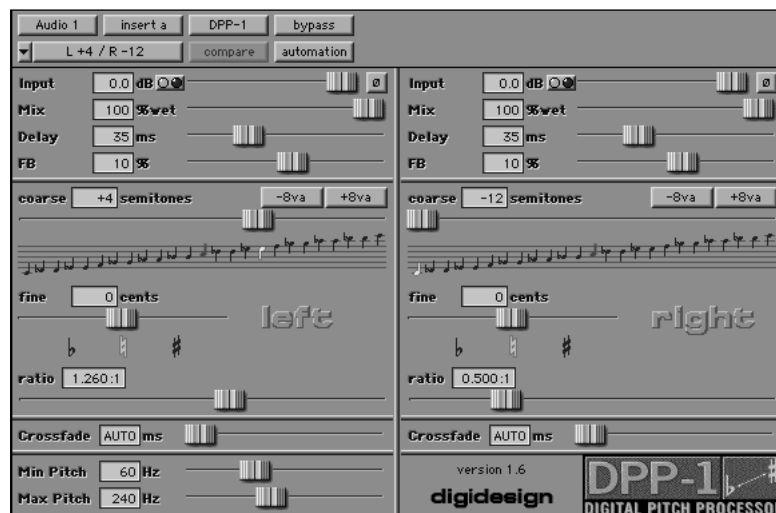 Audio 1 insert a DPP-1 bypass
L +4 / R -12 compare automation
Input 0.0 dB ø
Mix 100 %wet
Delay 35 ms
FB 10 %
coarse +4 semitones -8va +8va
fine 0 cents
left
♭ ♮ ♯
ratio 1.260:1
Crossfade AUTO ms
Min Pitch 60 Hz
Max Pitch 240 Hz
Input 0.0 dB ø
Mix 100 %wet
Delay 35 ms
FB 10 %
coarse -12 semitones -8va +8va
fine 0 cents
right
♭ ♮ ♯
ratio 0.500:1
Crossfade AUTO ms
version 1.6
digidesign
DPP-1
DIGITAL PITCH PROCESSOR